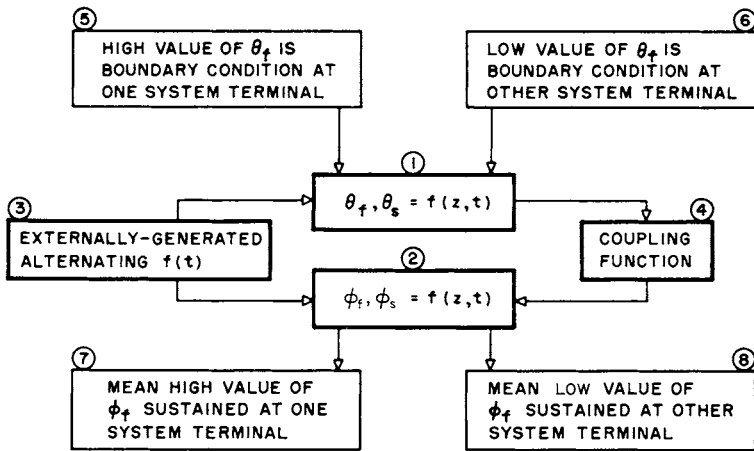 ⑤
HIGH VALUE OF θf IS
BOUNDARY CONDITION AT
ONE SYSTEM TERMINAL
⑥
LOW VALUE OF θf IS
BOUNDARY CONDITION AT
OTHER SYSTEM TERMINAL
①
θf, θs = f(z,t)
③
EXTERNALLY-GENERATED
ALTERNATING f(t)
④
COUPLING
FUNCTION
②
ϕf, ϕs = f(z,t)
⑦
MEAN HIGH VALUE OF
ϕf SUSTAINED AT ONE
SYSTEM TERMINAL
⑧
MEAN LOW VALUE OF
ϕf SUSTAINED AT OTHER
SYSTEM TERMINAL